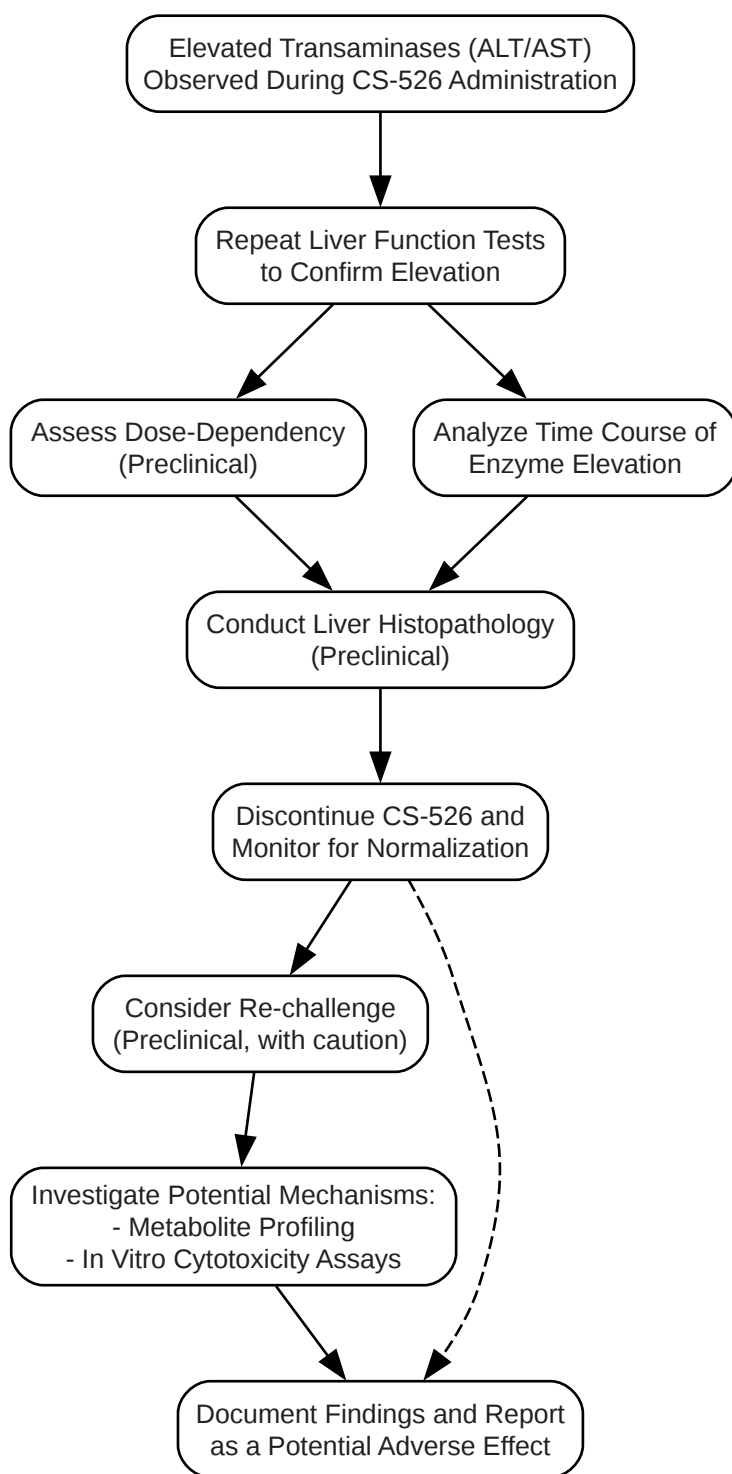 Elevated Transaminases (ALT/AST)
Observed During CS-526 Administration
Repeat Liver Function Tests
to Confirm Elevation
Assess Dose-Dependency
(Preclinical)
Analyze Time Course of
Enzyme Elevation
Conduct Liver Histopathology
(Preclinical)
Discontinue CS-526 and
Monitor for Normalization
Consider Re-challenge
(Preclinical, with caution)
Investigate Potential Mechanisms:
- Metabolite Profiling
- In Vitro Cytotoxicity Assays
Document Findings and Report
as a Potential Adverse Effect